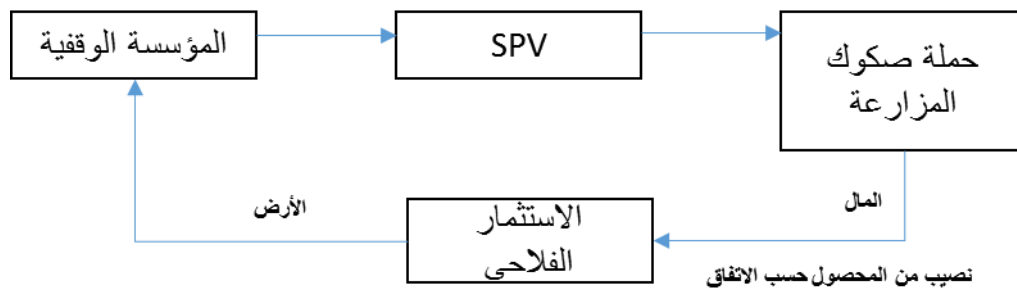 المؤسسة الوقفية
SPV
حملة صكوك
المزارعة
المال
الأرض
الاستثمار
الفلاحي
نصيب من المحصول حسب الاتفاق